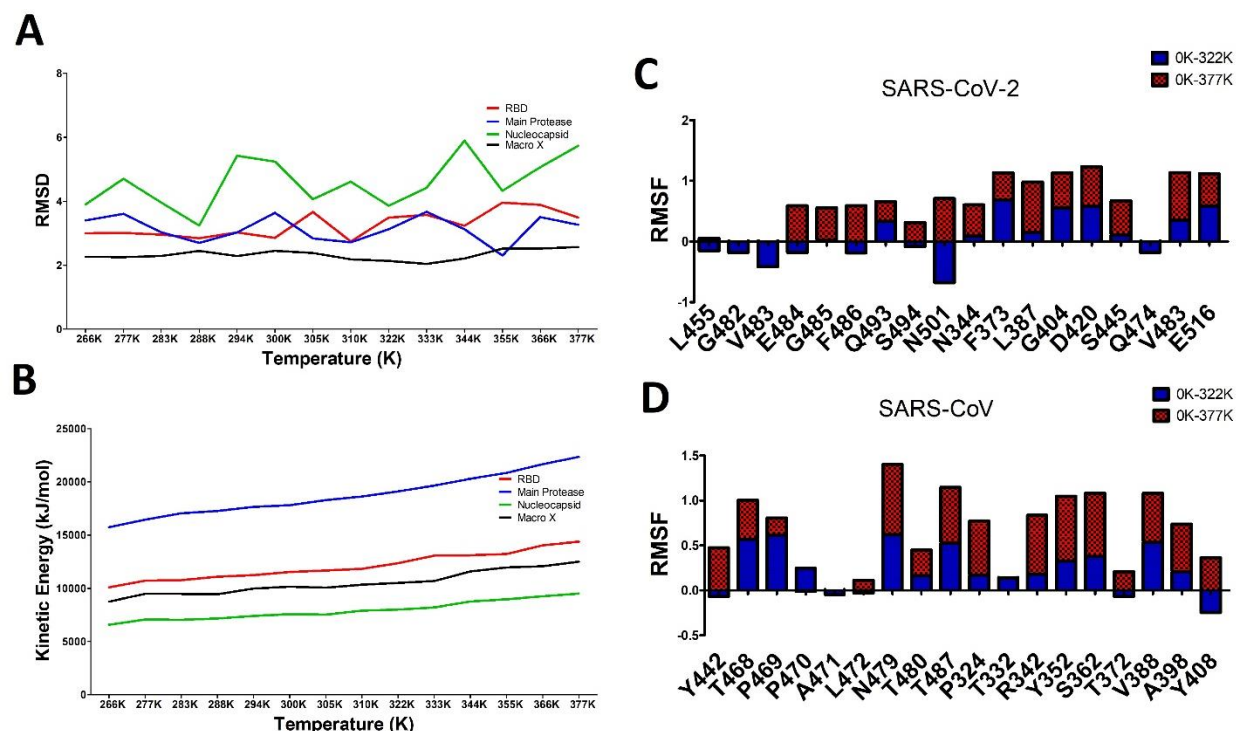 A
RMSD
8
6
4
2
0
RBD
Main Protease
Nucleocapsid
Macro X
266K 277K 283K 288K 294K 300K 305K 310K 322K 333K 344K 355K 366K 377K
Temperature (K)
B
Kinetic Energy (kJ/mol)
25000
20000
15000
10000
5000
0
RBD
Main Protease
Nucleocapsid
Macro X
266K 277K 283K 288K 294K 300K 305K 310K 322K 333K 344K 355K 366K 377K
Temperature (K)
C
0K-322K
0K-377K
SARS-CoV-2
RMSF
2
1
0
-1
L455 G482 V483 E484 G485 F486 Q493 S494 N501 N344 F373 L387 G404 D420 S445 Q474 V483 E516
D
0K-322K
0K-377K
SARS-CoV
RMSF
1.5
1.0
0.5
0.0
-0.5
Y442 T468 P469 P470 A471 L472 N479 T480 T487 P324 T332 R342 Y352 S362 T372 V388 A398 Y408